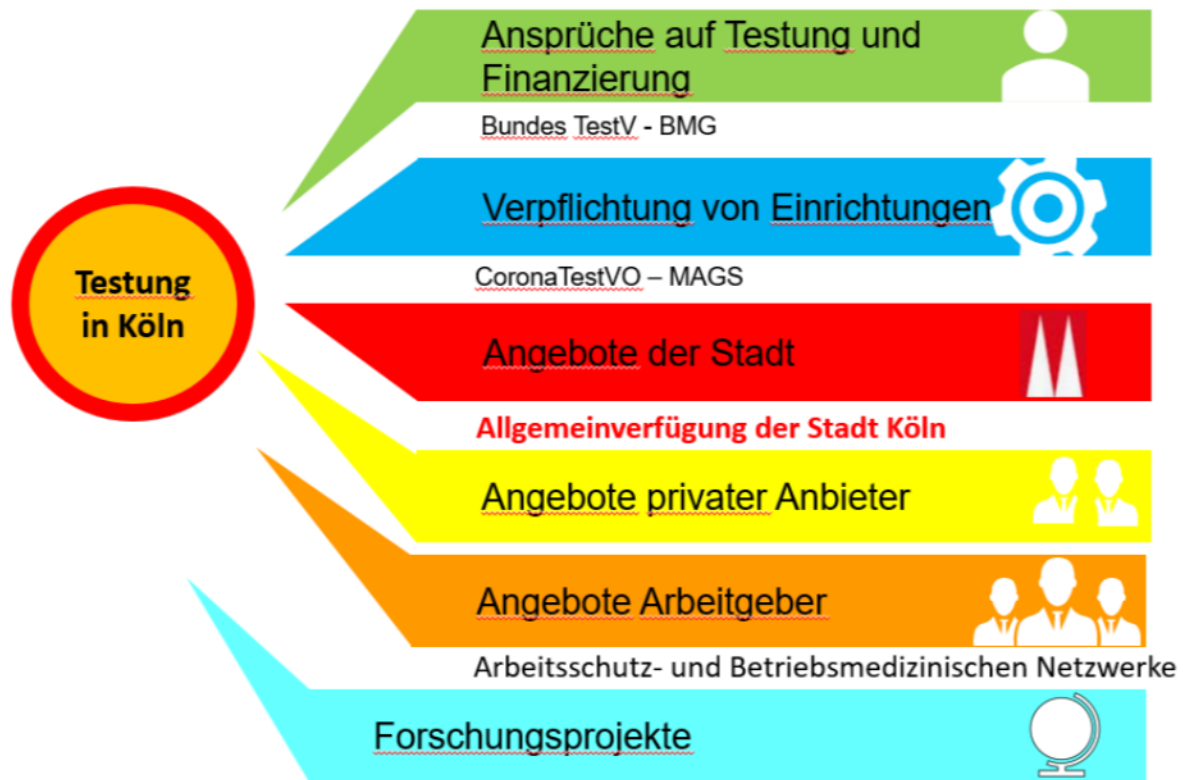 Ansprüche auf Testung und
Finanzierung
Bundes TestV - BMG
Verpflichtung von Einrichtungen
CoronaTestVO – MAGS
Testung
in Köln
Angebote der Stadt
Allgemeinverfügung der Stadt Köln
Angebote privater Anbieter
Angebote Arbeitgeber
Arbeitsschutz- und Betriebsmedizinischen Netzwerke
Forschungsprojekte